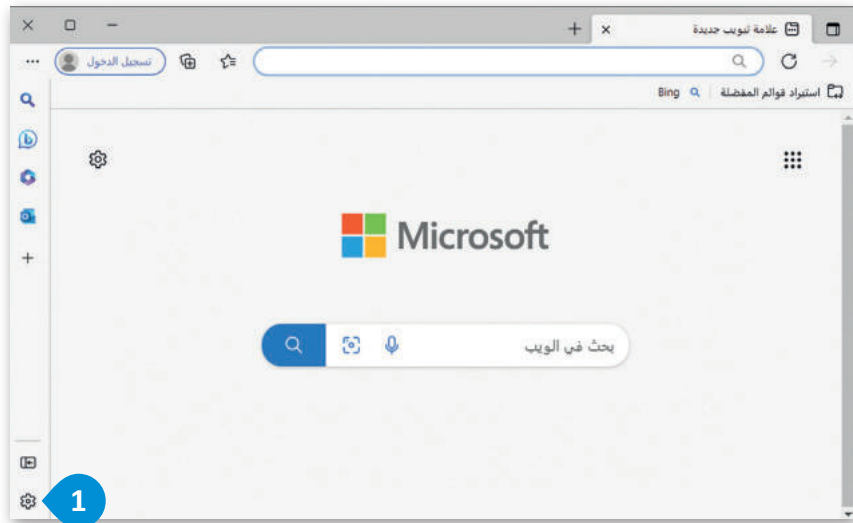 علامة تبويب جديدة
تسجيل الدخول
استيراد قوائم المفضلة
Bing
Microsoft
بحث في الويب
1